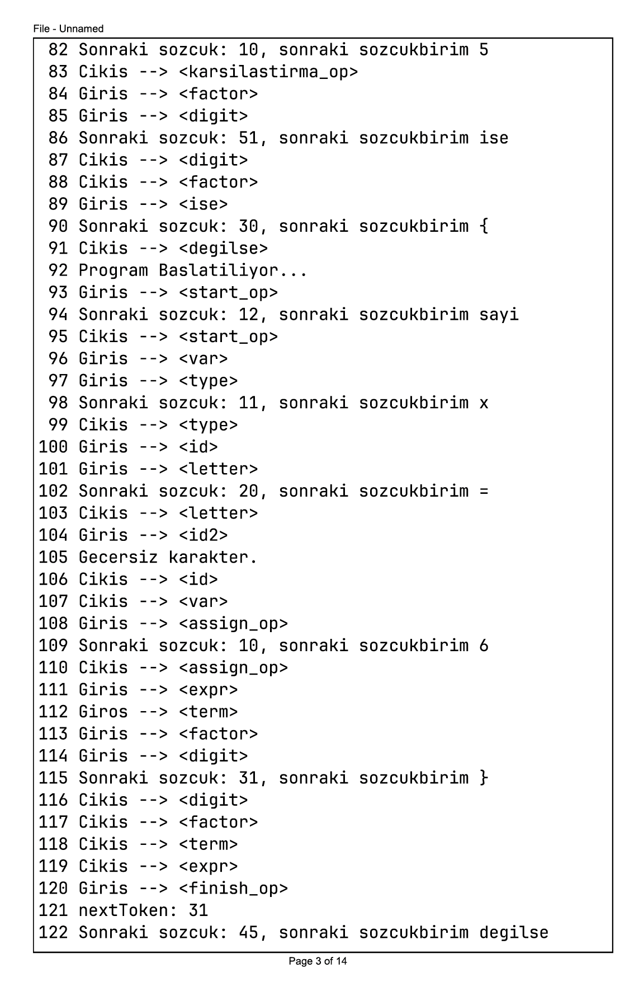 File - Unnamed
82 Sonraki sozcuk: 10, sonraki sozcukbirim 5
83 Cikis --> <karsilastirma_op>
84 Giris --> <factor>
85 Giris --> <digit>
86 Sonraki sozcuk: 51, sonraki sozcukbirim ise
87 Cikis --> <digit>
88 Cikis --> <factor>
89 Giris --> <ise>
90 Sonraki sozcuk: 30, sonraki sozcukbirim {
91 Cikis --> <degilse>
92 Program Baslatiliyor...
93 Giris --> <start_op>
94 Sonraki sozcuk: 12, sonraki sozcukbirim sayi
95 Cikis --> <start_op>
96 Giris --> <var>
97 Giris --> <type>
98 Sonraki sozcuk: 11, sonraki sozcukbirim x
99 Cikis --> <type>
100 Giris --> <id>
101 Giris --> <letter>
102 Sonraki sozcuk: 20, sonraki sozcukbirim =
103 Cikis --> <letter>
104 Giris --> <id2>
105 Gecersiz karakter.
106 Cikis --> <id>
107 Cikis --> <var>
108 Giris --> <assign_op>
109 Sonraki sozcuk: 10, sonraki sozcukbirim 6
110 Cikis --> <assign_op>
111 Giris --> <expr>
112 Giros --> <term>
113 Giris --> <factor>
114 Giris --> <digit>
115 Sonraki sozcuk: 31, sonraki sozcukbirim }
116 Cikis --> <digit>
117 Cikis --> <factor>
118 Cikis --> <term>
119 Cikis --> <expr>
120 Giris --> <finish_op>
121 nextToken: 31
122 Sonraki sozcuk: 45, sonraki sozcukbirim degilse
Page 3 of 14